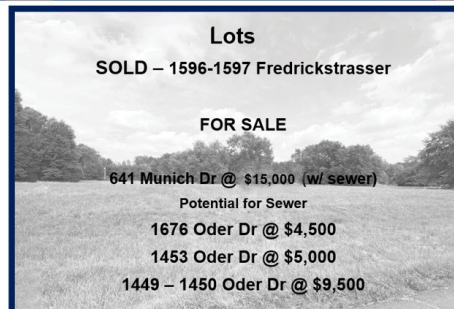 Lots
SOLD – 1596-1597 Fredrickstrasser
FOR SALE
641 Munich Dr @ $15,000 (w/ sewer)
Potential for Sewer
1676 Oder Dr @ $4,500
1453 Oder Dr @ $5,000
1449 – 1450 Oder Dr @ $9,500